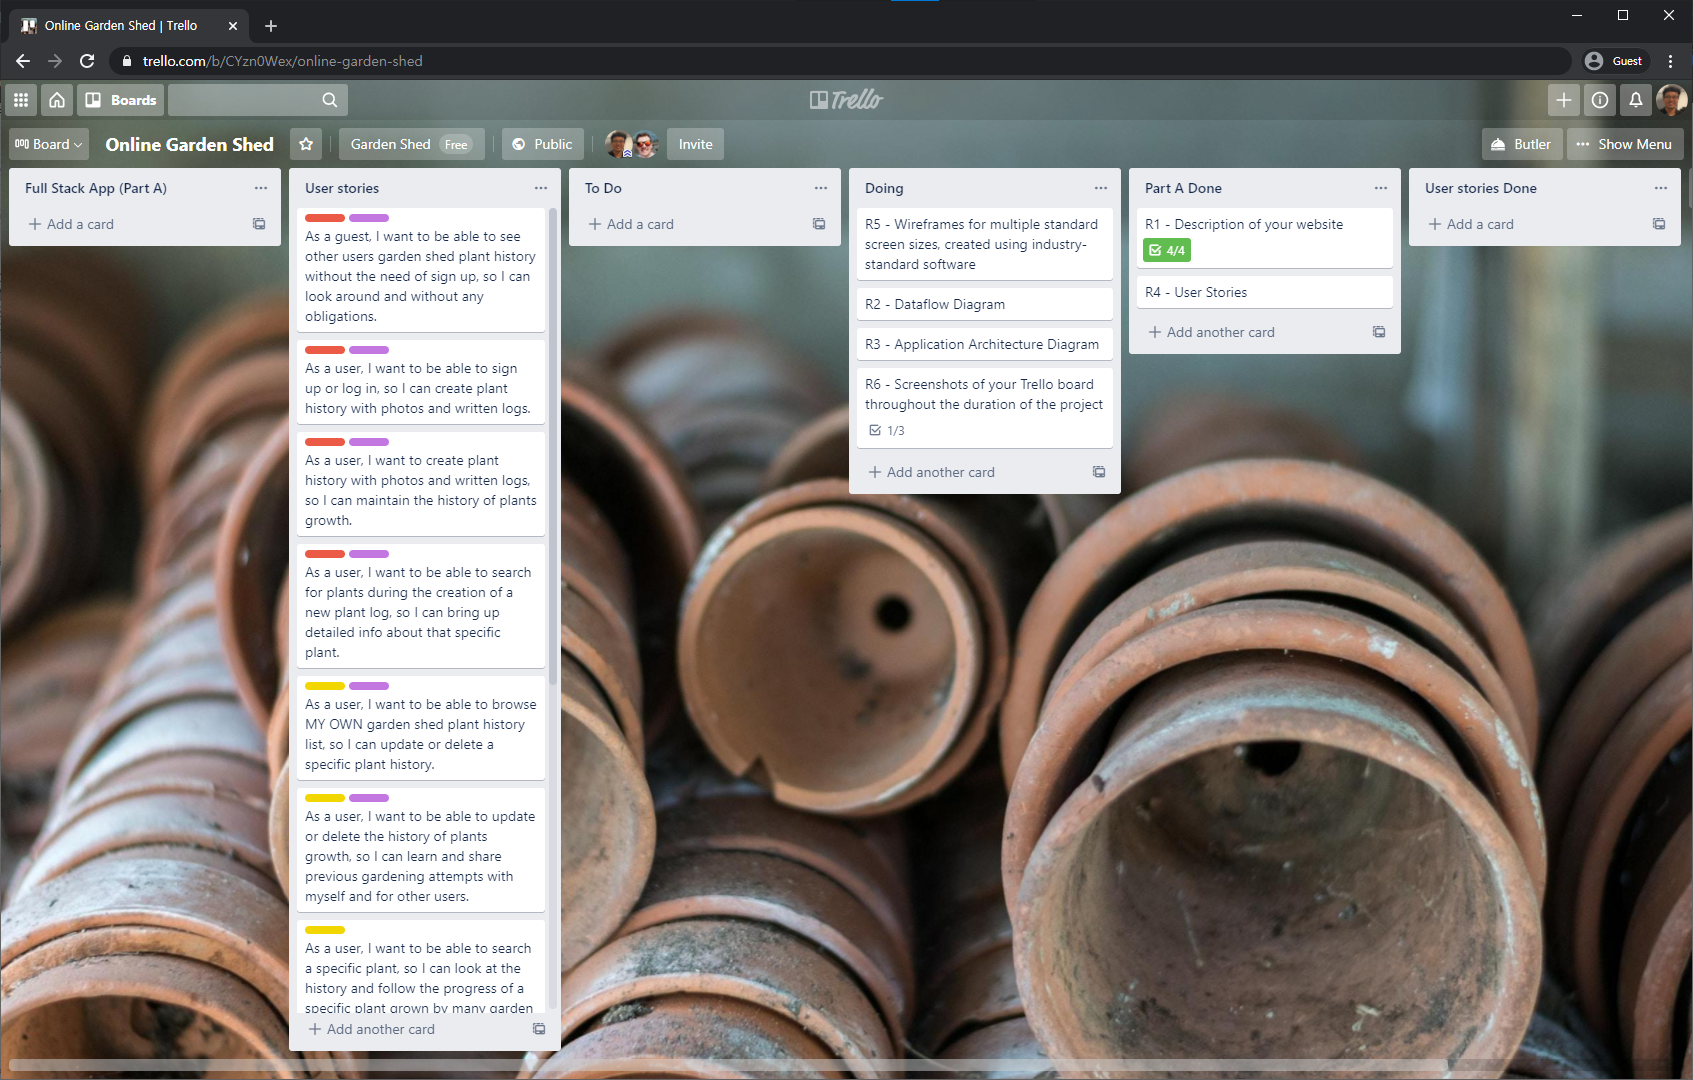 Online Garden Shed | Trello
trello.com/b/CYzn0Wex/online-garden-shed
Guest
Boards
Trello
Board
Online Garden Shed
Garden Shed Free
Public
Invite
Butler
Show Menu
Full Stack App (Part A)
Add a card
User stories
As a guest, I want to be able to see
other users garden shed plant history
without the need of sign up, so I can
look around and without any
obligations.
As a user, I want to be able to sign
up or log in, so I can create plant
history with photos and written logs.
As a user, I want to create plant
history with photos and written logs,
so I can maintain the history of plants
growth.
As a user, I want to be able to search
for plants during the creation of a
new plant log, so I can bring up
detailed info about that specific
plant.
As a user, I want to be able to browse
MY OWN garden shed plant history
list, so I can update or delete a
specific plant history.
As a user, I want to be able to update
or delete the history of plants
growth, so I can learn and share
previous gardening attempts with
myself and for other users.
As a user, I want to be able to search
a specific plant, so I can look at the
history and follow the progress of a
specific plant grown by many garden
Add another card
To Do
Add a card
Doing
R5 - Wireframes for multiple standard
screen sizes, created using industry-
standard software
R2 - Dataflow Diagram
R3 - Application Architecture Diagram
R6 - Screenshots of your Trello board
throughout the duration of the project
1/3
Add another card
Part A Done
R1 - Description of your website
4/4
R4 - User Stories
Add another card
User stories Done
Add a card